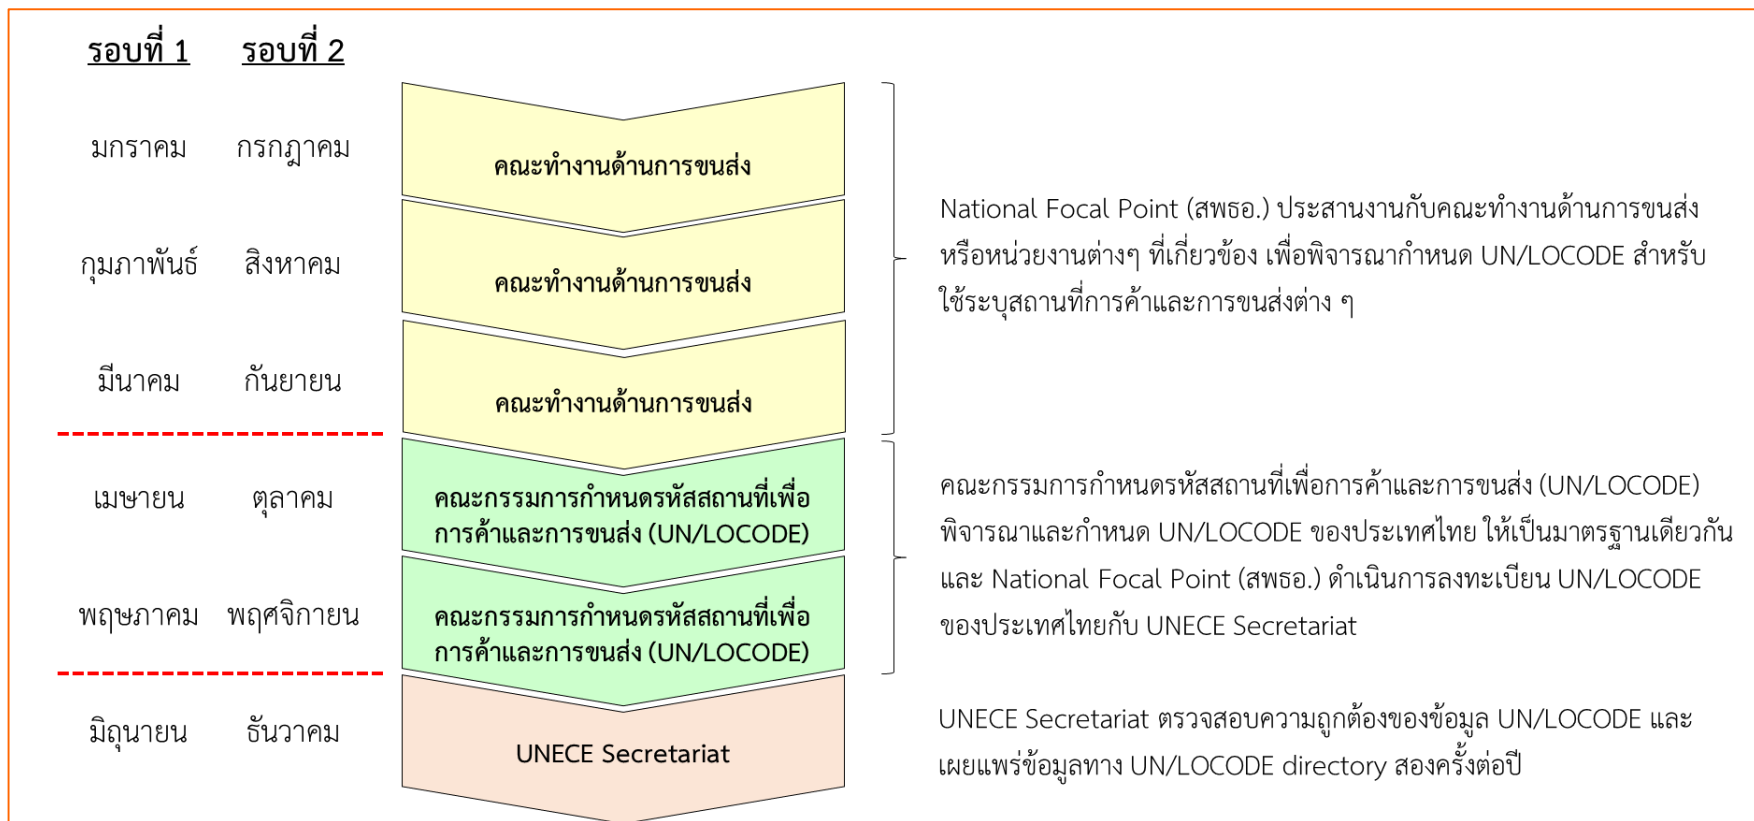 รอบที่ 1 รอบที่ 2
มกราคม กรกฎาคม
คณะทำงานด้านการขนส่ง
กุมภาพันธ์ สิงหาคม
คณะทำงานด้านการขนส่ง
มีนาคม กันยายน
คณะทำงานด้านการขนส่ง
National Focal Point (สพธอ.) ประสานงานกับคณะทำงานด้านการขนส่ง
หรือหน่วยงานต่างๆ ที่เกี่ยวข้อง เพื่อพิจารณากำหนด UN/LOCODE สำหรับ
ใช้ระบุสถานที่การค้าและการขนส่งต่าง ๆ
เมษายน ตุลาคม
คณะกรรมการกำหนดรหัสสถานที่เพื่อ
การค้าและการขนส่ง (UN/LOCODE)
พฤษภาคม พฤศจิกายน
คณะกรรมการกำหนดรหัสสถานที่เพื่อ
การค้าและการขนส่ง (UN/LOCODE)
คณะกรรมการกำหนดรหัสสถานที่เพื่อการค้าและการขนส่ง (UN/LOCODE)
พิจารณาและกำหนด UN/LOCODE ของประเทศไทย ให้เป็นมาตรฐานเดียวกัน
และ National Focal Point (สพธอ.) ดำเนินการลงทะเบียน UN/LOCODE
ของประเทศไทยกับ UNECE Secretariat
มิถุนายน ธันวาคม
UNECE Secretariat
UNECE Secretariat ตรวจสอบความถูกต้องของข้อมูล UN/LOCODE และ
เผยแพร่ข้อมูลทาง UN/LOCODE directory สองครั้งต่อปี